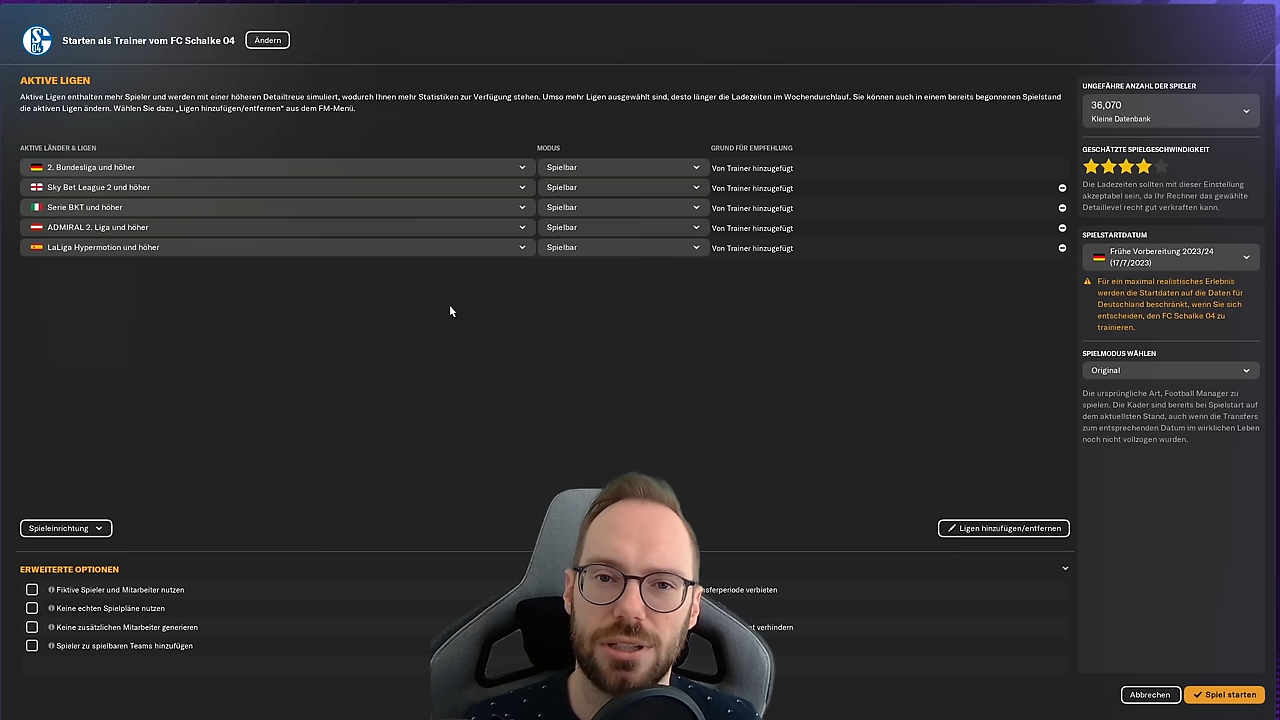 Starten als Trainer vom FC Schalke 04
Ändern
AKTIVE LIGEN
Aktive Ligen enthalten mehr Spieler und werden mit einer höheren Detailtreue simuliert, wodurch Ihnen mehr Statistiken zur Verfügung stehen. Umso mehr Ligen ausgewählt sind, desto länger die Ladezeiten im Wochendurchlauf. Sie können auch in einem bereits begonnenen Spielstand
die aktiven Ligen ändern. Wählen Sie dazu „Ligen hinzufügen/entfernen" aus dem FM-Menü.
AKTIVE LÄNDER & LIGEN
MODUS
GRUND FÜR EMPFEHLUNG
2. Bundesliga und höher
Spielbar
Von Trainer hinzugefügt
Sky Bet League 2 und höher
Spielbar
Von Trainer hinzugefügt
Serie BKT und höher
Spielbar
Von Trainer hinzugefügt
ADMIRAL 2. Liga und höher
Spielbar
Von Trainer hinzugefügt
LaLiga Hypermotion und höher
Spielbar
Von Trainer hinzugefügt
Spieleinrichtung
Ligen hinzufügen/entfernen
ERWEITERTE OPTIONEN
Fiktive Spieler und Mitarbeiter nutzen
Keine echten Spielpläne nutzen
Keine zusätzlichen Mitarbeiter generieren
Spieler zu spielbaren Teams hinzufügen
verbieten
verhindern
UNGEFÄHRE ANZAHL DER SPIELER
36,070
Kleine Datenbank
GESCHÄTZTE SPIELGESCHWINDIGKEIT
Die Ladezeiten sollten mit dieser Einstellung
akzeptabel sein, da Ihr Rechner das gewählte
Detaillevel recht gut verkraften kann.
SPIELSTARTDATUM
Frühe Vorbereitung 2023/24
(17/7/2023)
Für ein maximal realistisches Erlebnis
werden die Startdaten auf die Daten für
Deutschland beschränkt, wenn Sie sich
entscheiden, den FC Schalke 04 zu
trainieren.
SPIELMODUS WÄHLEN
Original
Die ursprüngliche Art, Football Manager zu
spielen. Die Kader sind bereits bei Spielstart auf
dem aktuellsten Stand, auch wenn die Transfers
zum entsprechenden Datum im wirklichen Leben
noch nicht vollzogen wurden.
Abbrechen
Spiel starten